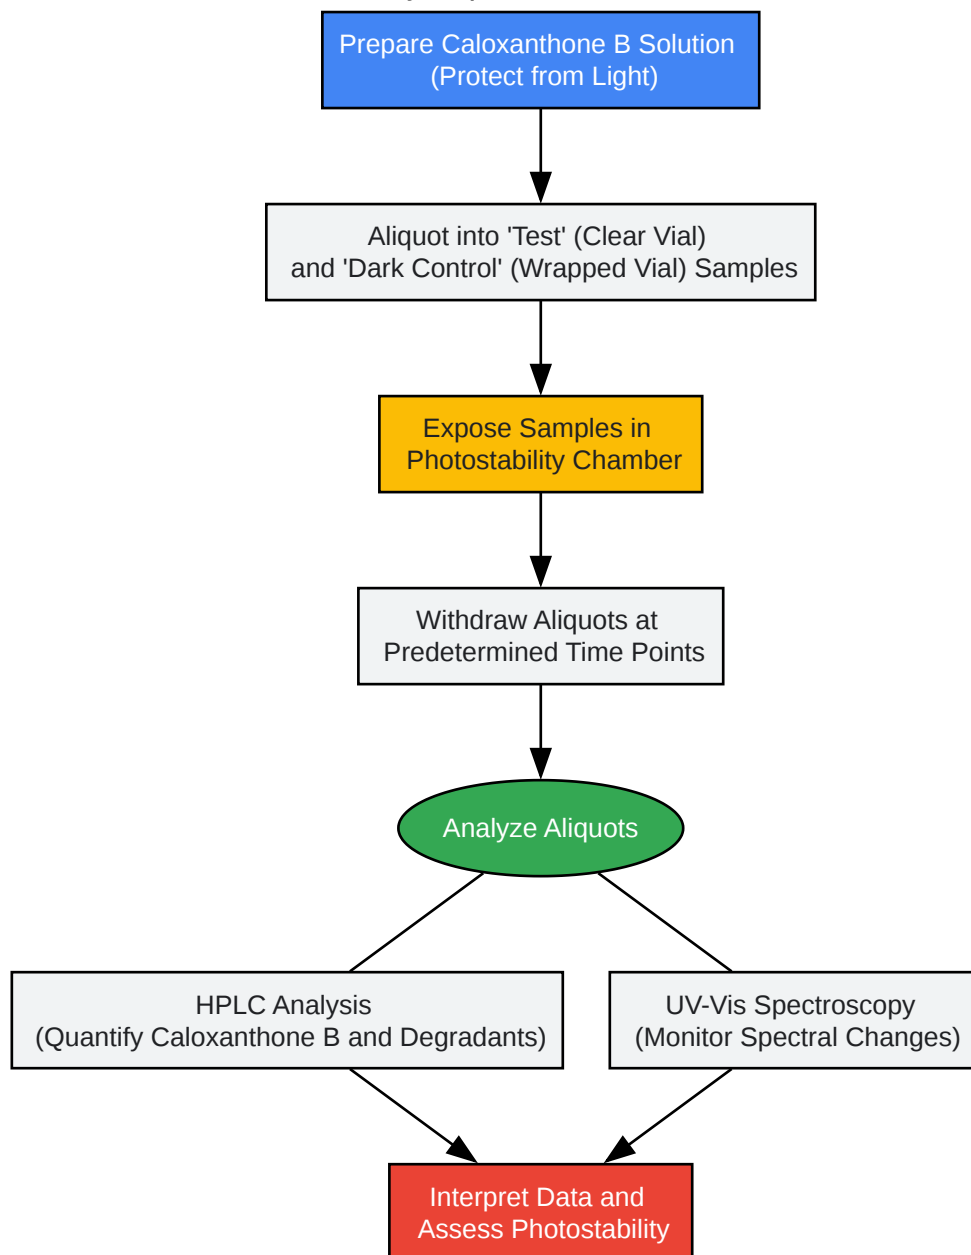 Prepare Caloxanthone B Solution
(Protect from Light)
Aliquot into 'Test' (Clear Vial)
and 'Dark Control' (Wrapped Vial) Samples
Expose Samples in
Photostability Chamber
Withdraw Aliquots at
Predetermined Time Points
Analyze Aliquots
HPLC Analysis
(Quantify Caloxanthone B and Degradants)
UV-Vis Spectroscopy
(Monitor Spectral Changes)
Interpret Data and
Assess Photostability